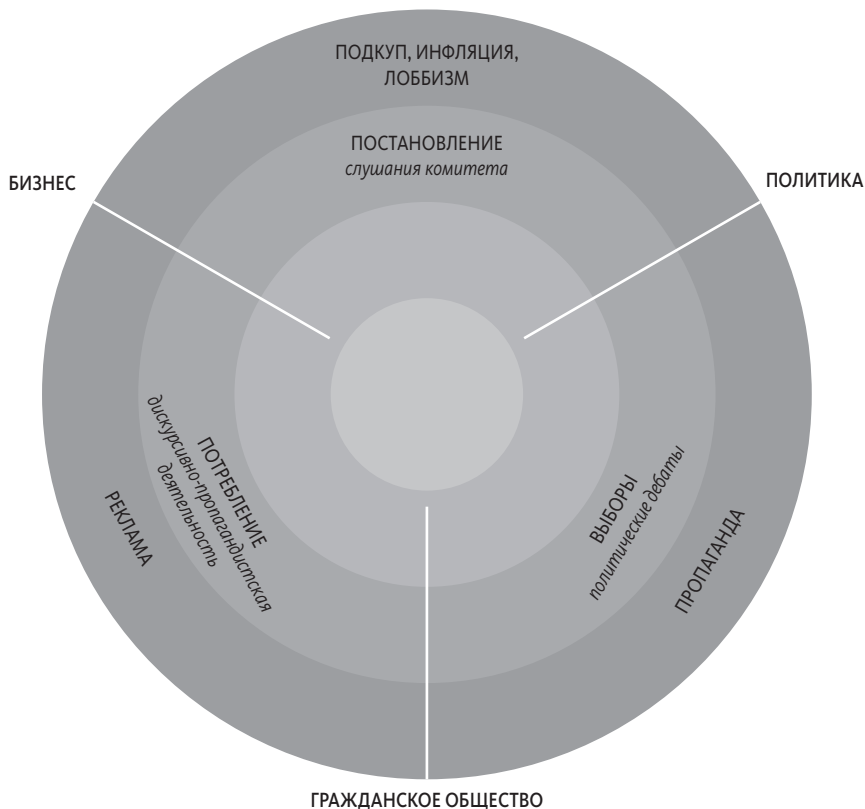 ПОДКУП, ИНФЛЯЦИЯ,
ЛОББИЗМ
ПОСТАНОВЛЕНИЕ
слушания комитета
БИЗНЕС
ПОЛИТИКА
РЕКЛАМА
ПОТРЕБЛЕНИЕ
дискурсивно-пропагандистская
деятельность
ВЫБОРЫ
политические дебаты
ПРОПАГАНДА
ГРАЖДАНСКОЕ ОБЩЕСТВО